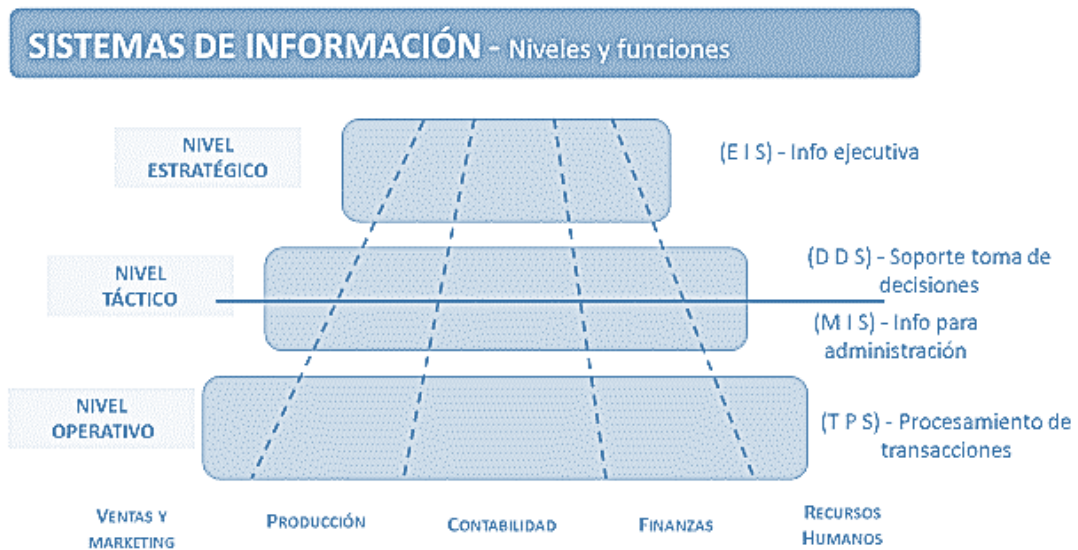 SISTEMAS DE INFORMACIÓN - Niveles y funciones
NIVEL
ESTRATÉGICO
(E I S) - Info ejecutiva
NIVEL
TÁCTICO
(D D S) - Soporte toma de
decisiones
(M I S) - Info para
administración
NIVEL
OPERATIVO
(T P S) - Procesamiento de
transacciones
VENTAS Y
MARKETING
PRODUCCIÓN
CONTABILIDAD
FINANZAS
RECURSOS
HUMANOS